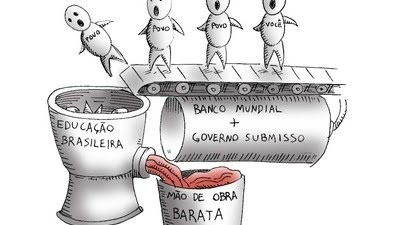 POVO
POVO
POVO
VOCÊ
BANCO MUNDIAL
+
GOVERNO SUBMISSO
EDUCAÇÃO
BRASILEIRA
MÃO DE OBRA
BARATA